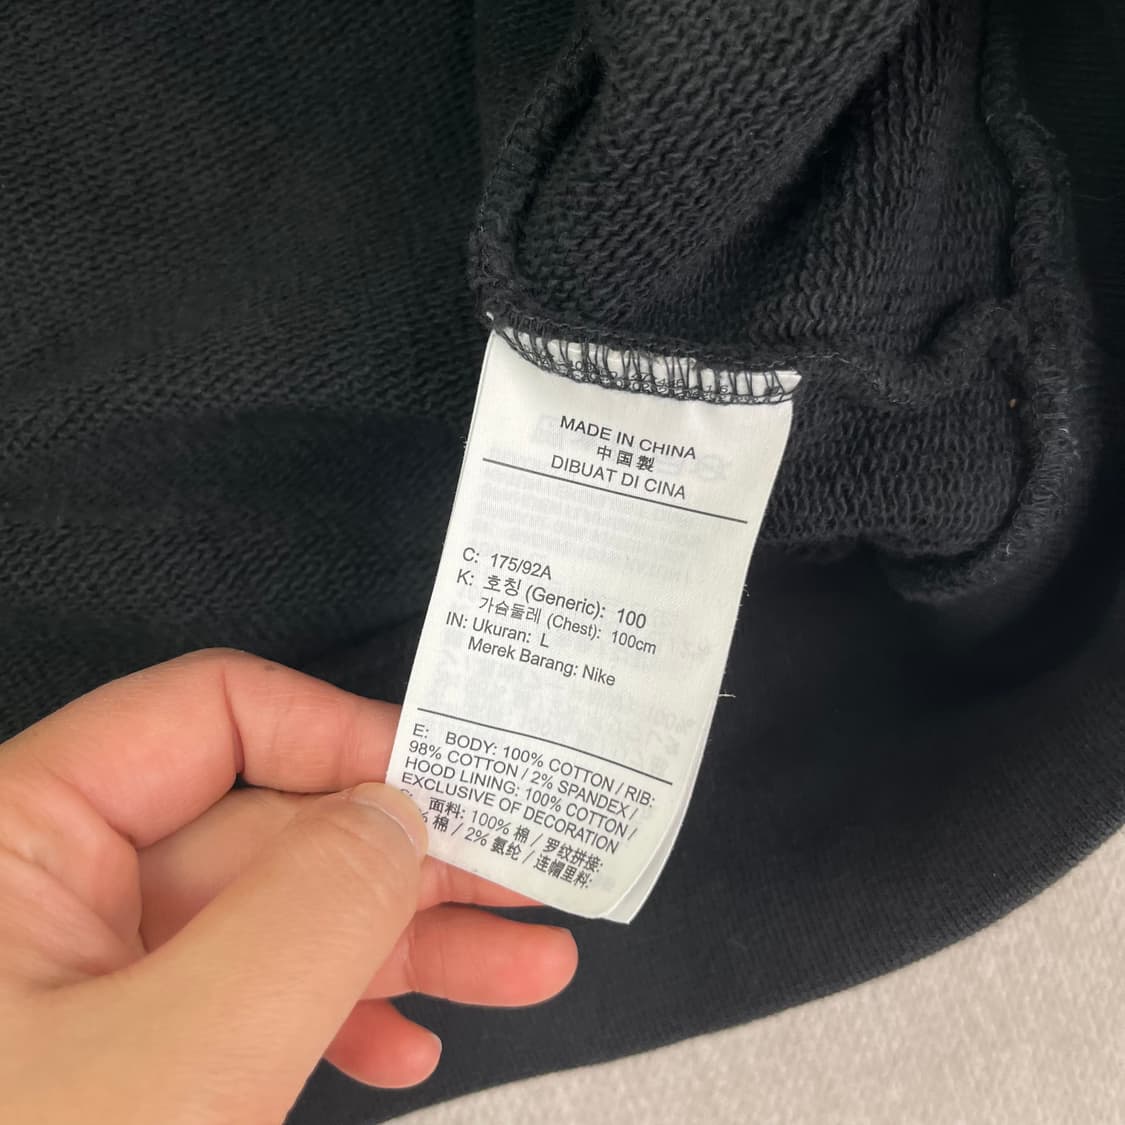 MADE IN CHINA
中国製
DIBUAT DI CINA
C: 175/92A
K: 호칭 (Generic): 100
가슴둘레 (Chest): 100cm
IN: Ukuran: L
Merek Barang: Nike
E: BODY: 100% COTTON / RIB:
98% COTTON / 2% SPANDEX /
HOOD LINING: 100% COTTON /
EXCLUSIVE OF DECORATION
面料: 100% 棉 / 罗纹拼接:
% 棉 / 2% 氨纶 / 连帽里料: